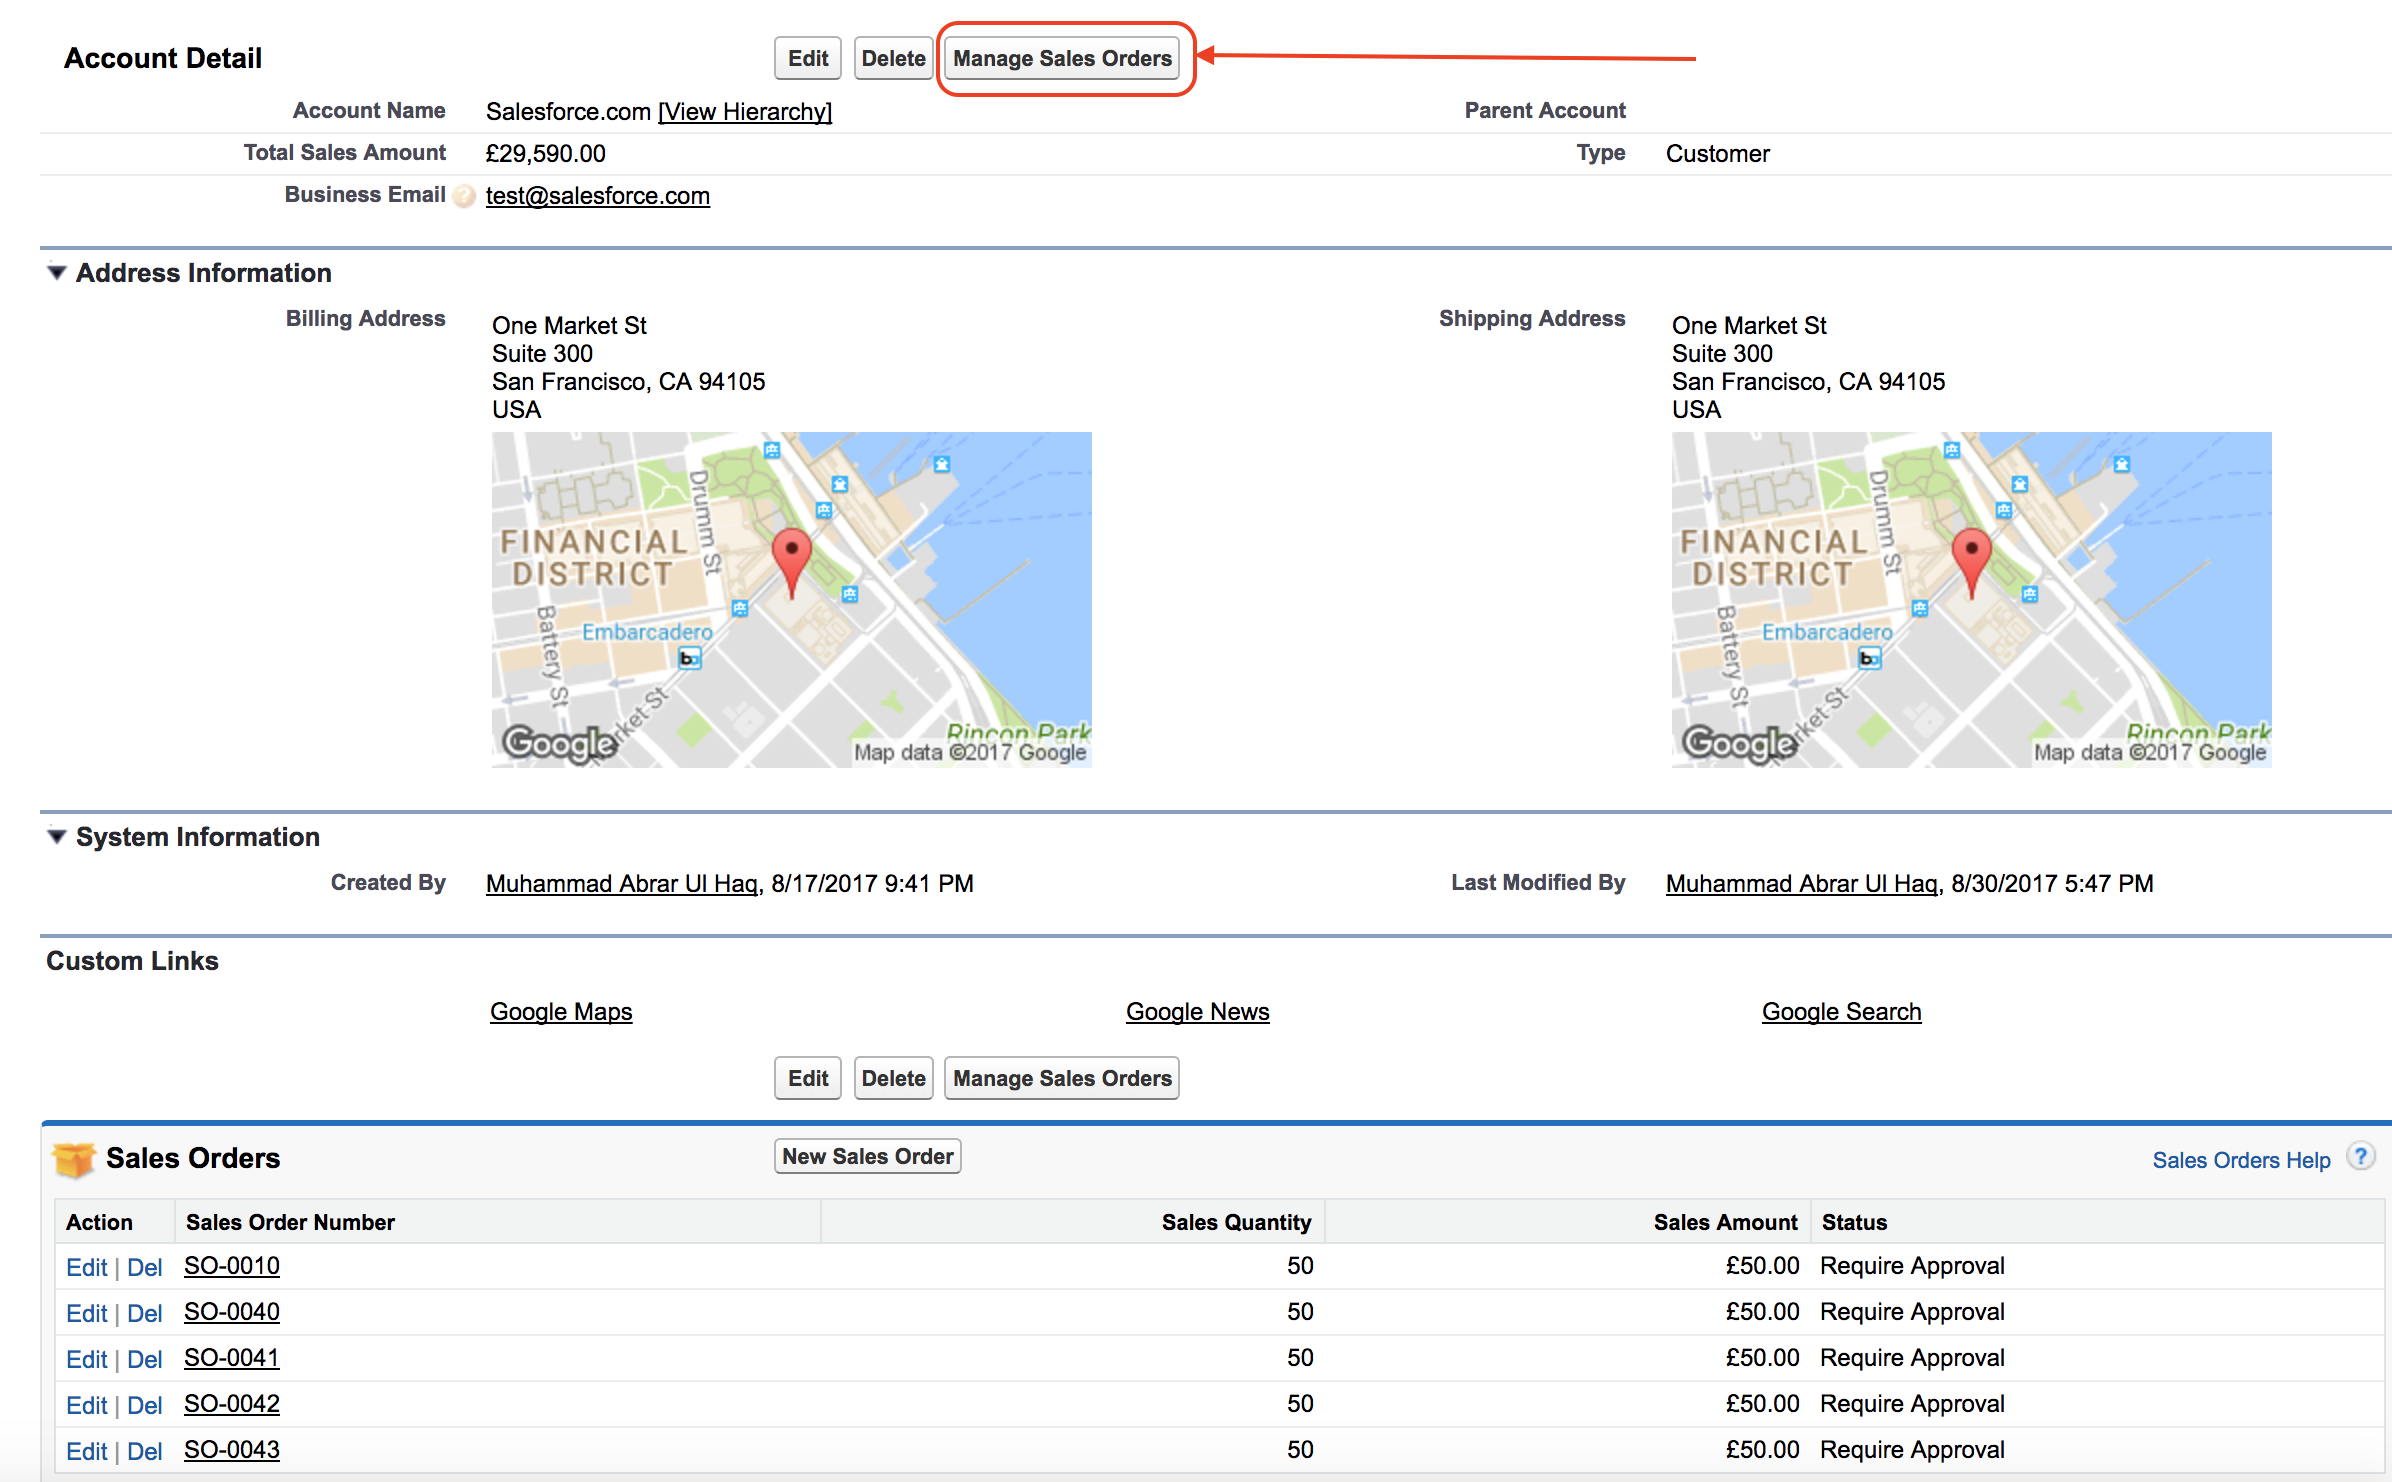 Account Detail
Edit Delete Manage Sales Orders
Account Name Salesforce.com [View Hierarchy] Parent Account
Total Sales Amount £29,590.00 Type Customer
Business Email ? test@salesforce.com
Address Information
Billing Address
One Market St
Suite 300
San Francisco, CA 94105
USA
FINANCIAL
DISTRICT
Drumm St
Battery St
Embarcadero
rket St
Google
Rincon Park
Map data ©2017 Google
Shipping Address
One Market St
Suite 300
San Francisco, CA 94105
USA
FINANCIAL
DISTRICT
Drumm St
Battery St
Embarcadero
rket St
Google
Rincon Park
Map data ©2017 Google
System Information
Created By Muhammad Abrar Ul Haq, 8/17/2017 9:41 PM Last Modified By Muhammad Abrar Ul Haq, 8/30/2017 5:47 PM
Custom Links
Google Maps Google News Google Search
Edit Delete Manage Sales Orders
Sales Orders New Sales Order Sales Orders Help ?
Action Sales Order Number Sales Quantity Sales Amount Status
Edit | Del SO-0010 50 £50.00 Require Approval
Edit | Del SO-0040 50 £50.00 Require Approval
Edit | Del SO-0041 50 £50.00 Require Approval
Edit | Del SO-0042 50 £50.00 Require Approval
Edit | Del SO-0043 50 £50.00 Require Approval